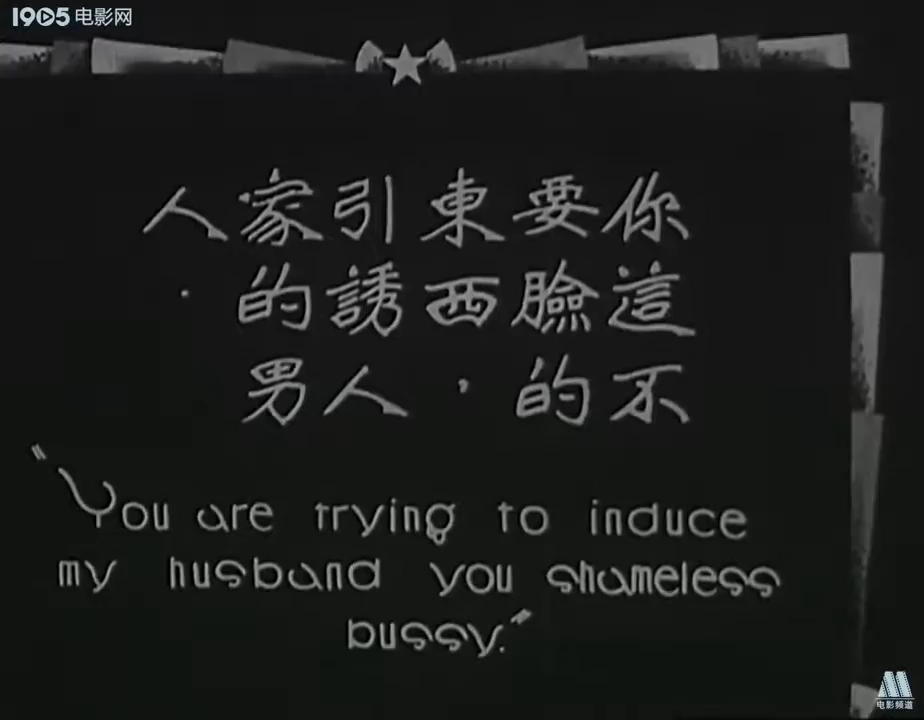 1905电影网
你這不
要臉的
東西，
引誘人
家的男
人．
"You are trying to induce
my husband you shameless
bussy."
电影频道